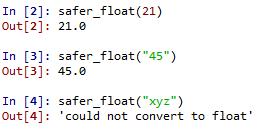 In [2]: safer_float(21)
Out[2]: 21.0
In [3]: safer_float("45")
Out[3]: 45.0
In [4]: safer_float("xyz")
Out[4]: 'could not convert to float'